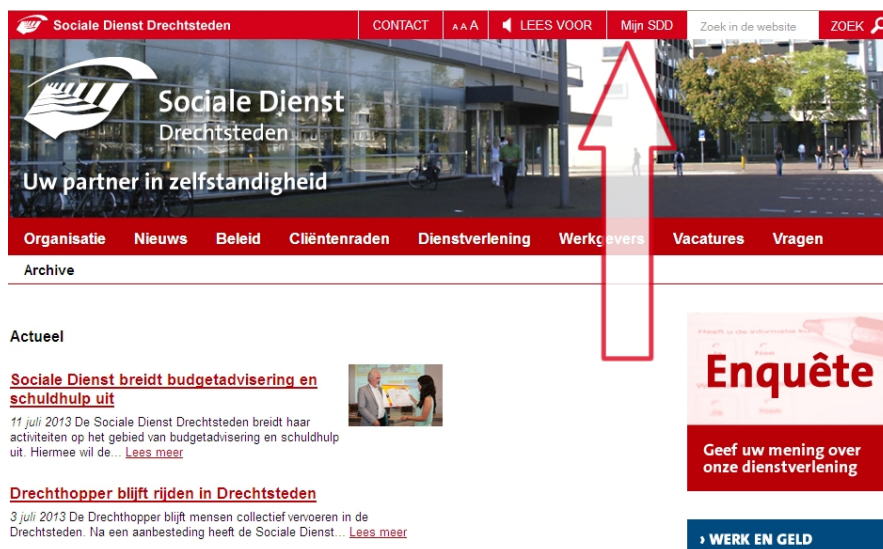 Sociale Dienst Drechtsteden
CONTACT
A A A
LEES VOOR
Mijn SDD
Zoek in de website
ZOEK
Sociale Dienst
Drechtsteden
Uw partner in zelfstandigheid
Organisatie Nieuws Beleid Cliëntenraden Dienstverlening Werkgevers Vacatures Vragen
Archive
Actueel
Sociale Dienst breidt budgetadvisering en
schuldhulp uit
11 juli 2013 De Sociale Dienst Drechtsteden breidt haar
activiteiten op het gebied van budgetadvisering en schuldhulp
uit. Hiermee wil de... Lees meer
Drechthopper blijft rijden in Drechtsteden
3 juli 2013 De Drechthopper blijft mensen collectief vervoeren in de
Drechtsteden. Na een aanbesteding heeft de Sociale Dienst... Lees meer
Enquête
Geef uw mening over
onze dienstverlening
› WERK EN GELD